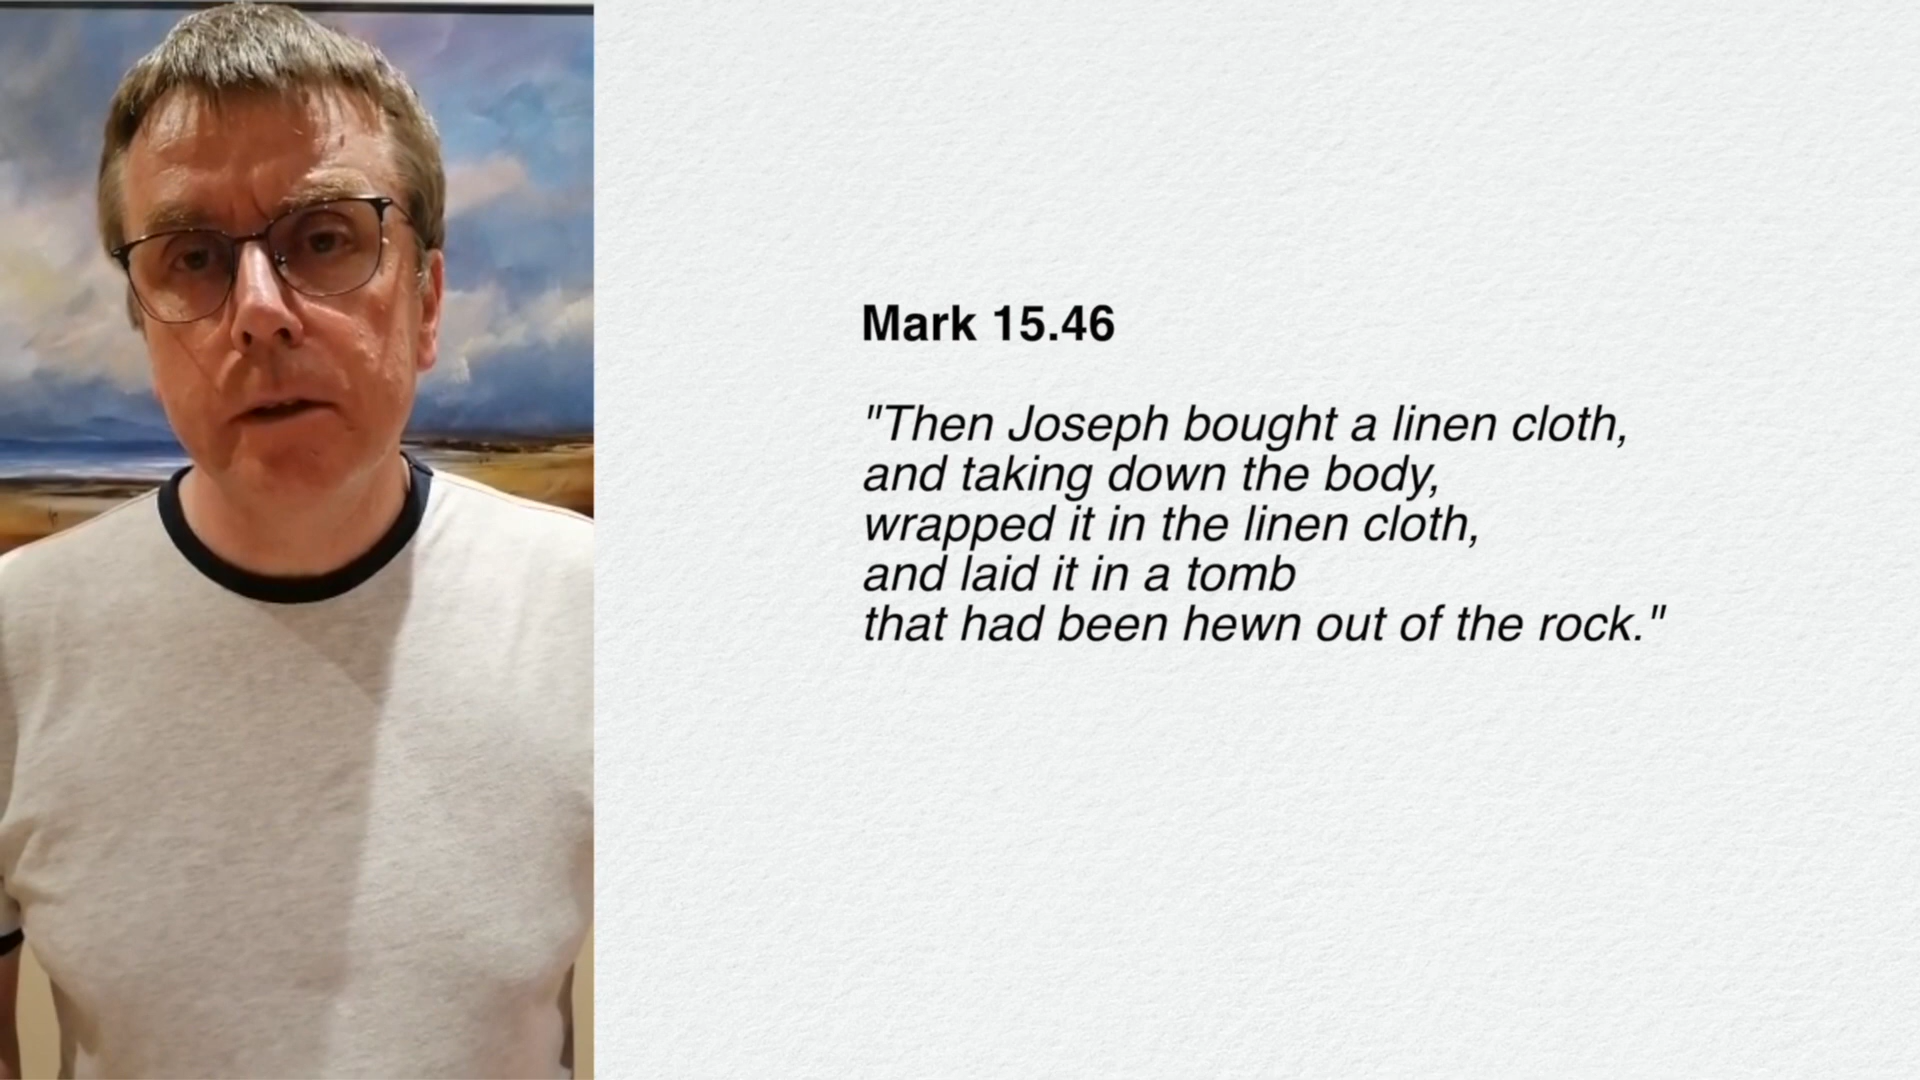 Mark 15.46
"Then Joseph bought a linen cloth,
and taking down the body,
wrapped it in the linen cloth,
and laid it in a tomb
that had been hewn out of the rock."